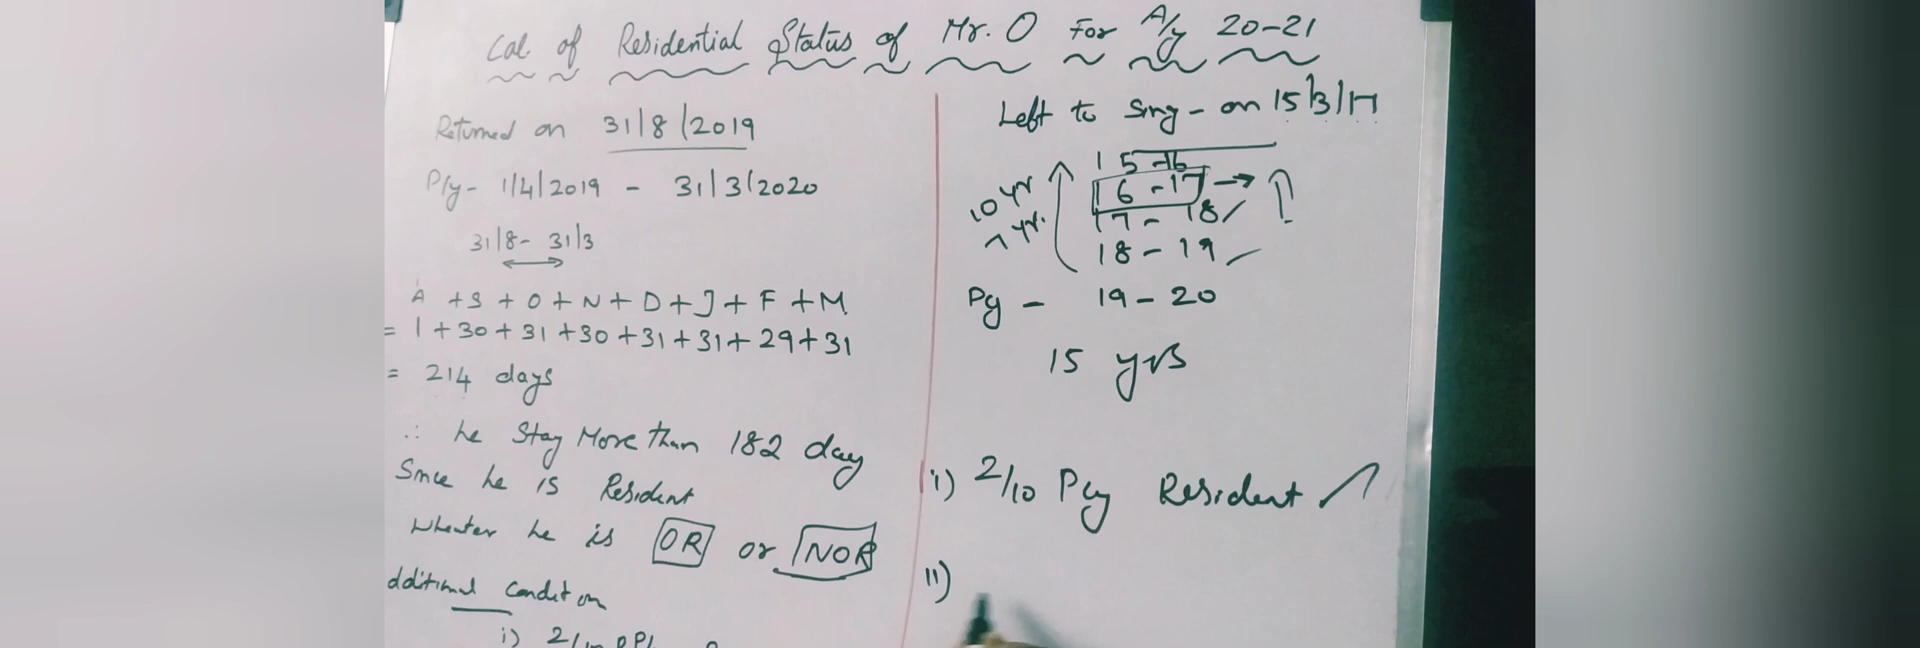 Cal of Residential Status of Mr. O For A/y 20-21
Returned on 31/8/2019
P/y- 1/4/2019 - 31/3/2020
31/8- 31/3
A +S + O + N + D + J + F + M
= 1 + 30 + 31 + 30 + 31 + 31 + 29 + 31
= 214 days
∴ he Stay More than 182 day
Since he is Resident
Wheater he is OR or NOR
dditional Condition
i) 2/10
Left to Sing - on 15/3/17
10 yr
7 yr.
15-16
16-17
17-18
18-19
Py - 19-20
15 yrs
i) 2/10 Py Resident
ii)